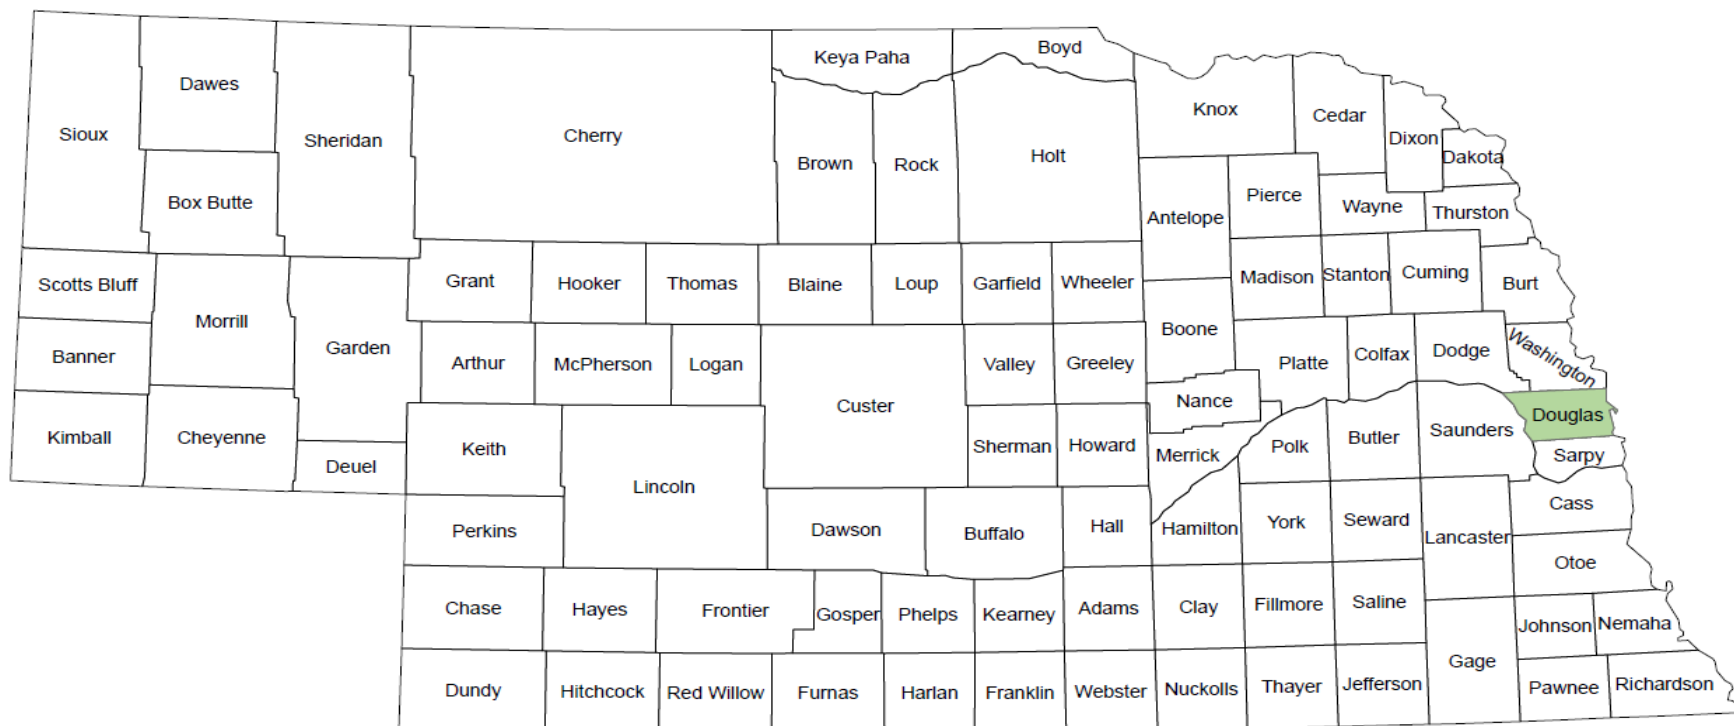 Keya Paha
Boyd
Dawes
Sioux
Sheridan
Cherry
Knox
Cedar
Dixon
Brown
Rock
Holt
Dakota
Box Butte
Pierce
Antelope
Wayne
Thurston
Scotts Bluff
Grant
Hooker
Thomas
Blaine
Loup
Garfield
Wheeler
Madison
Stanton
Cuming
Burt
Morrill
Banner
Garden
Arthur
McPherson
Logan
Valley
Greeley
Boone
Platte
Colfax
Dodge
Washington
Custer
Nance
Douglas
Kimball
Cheyenne
Keith
Sherman
Howard
Merrick
Polk
Butler
Saunders
Sarpy
Deuel
Lincoln
Perkins
Dawson
Buffalo
Hall
Hamilton
York
Seward
Lancaster
Cass
Otoe
Chase
Hayes
Frontier
Gosper
Phelps
Kearney
Adams
Clay
Fillmore
Saline
Johnson
Nemaha
Dundy
Hitchcock
Red Willow
Furnas
Harlan
Franklin
Webster
Nuckolls
Thayer
Jefferson
Gage
Pawnee
Richardson